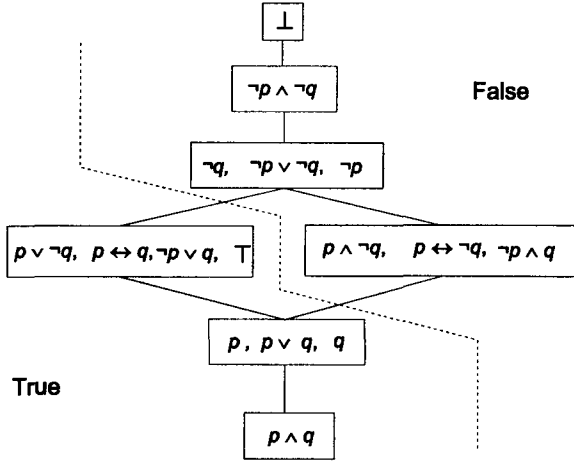 ⊥
¬p ∧ ¬q
False
¬q, ¬p ∨ ¬q, ¬p
p ∨ ¬q, p ↔ q, ¬p ∨ q, ⊤
p ∧ ¬q, p ↔ ¬q, ¬p ∧ q
p , p ∨ q, q
True
p ∧ q